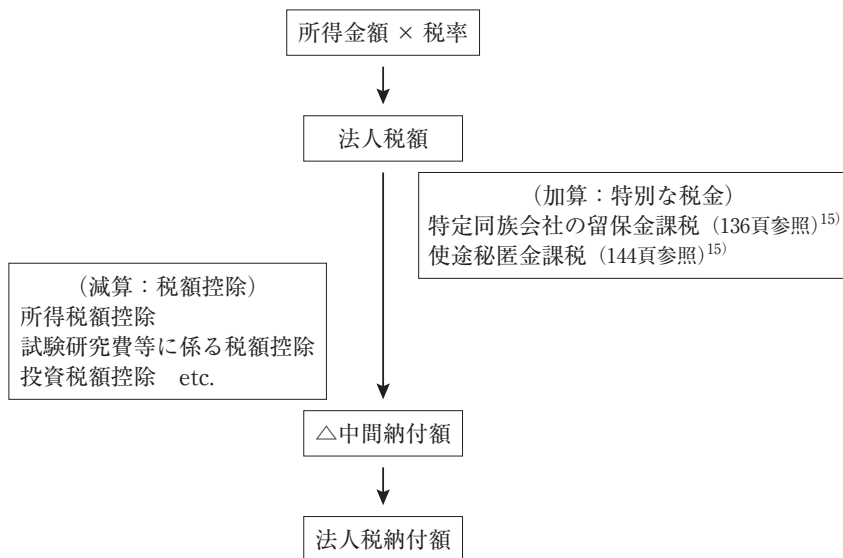 所得金額 × 税率
法人税額
（加算：特別な税金）
特定同族会社の留保金課税（136頁参照）15)
使途秘匿金課税（144頁参照）15)
（減算：税額控除）
所得税額控除
試験研究費等に係る税額控除
投資税額控除　etc.
△中間納付額
法人税納付額